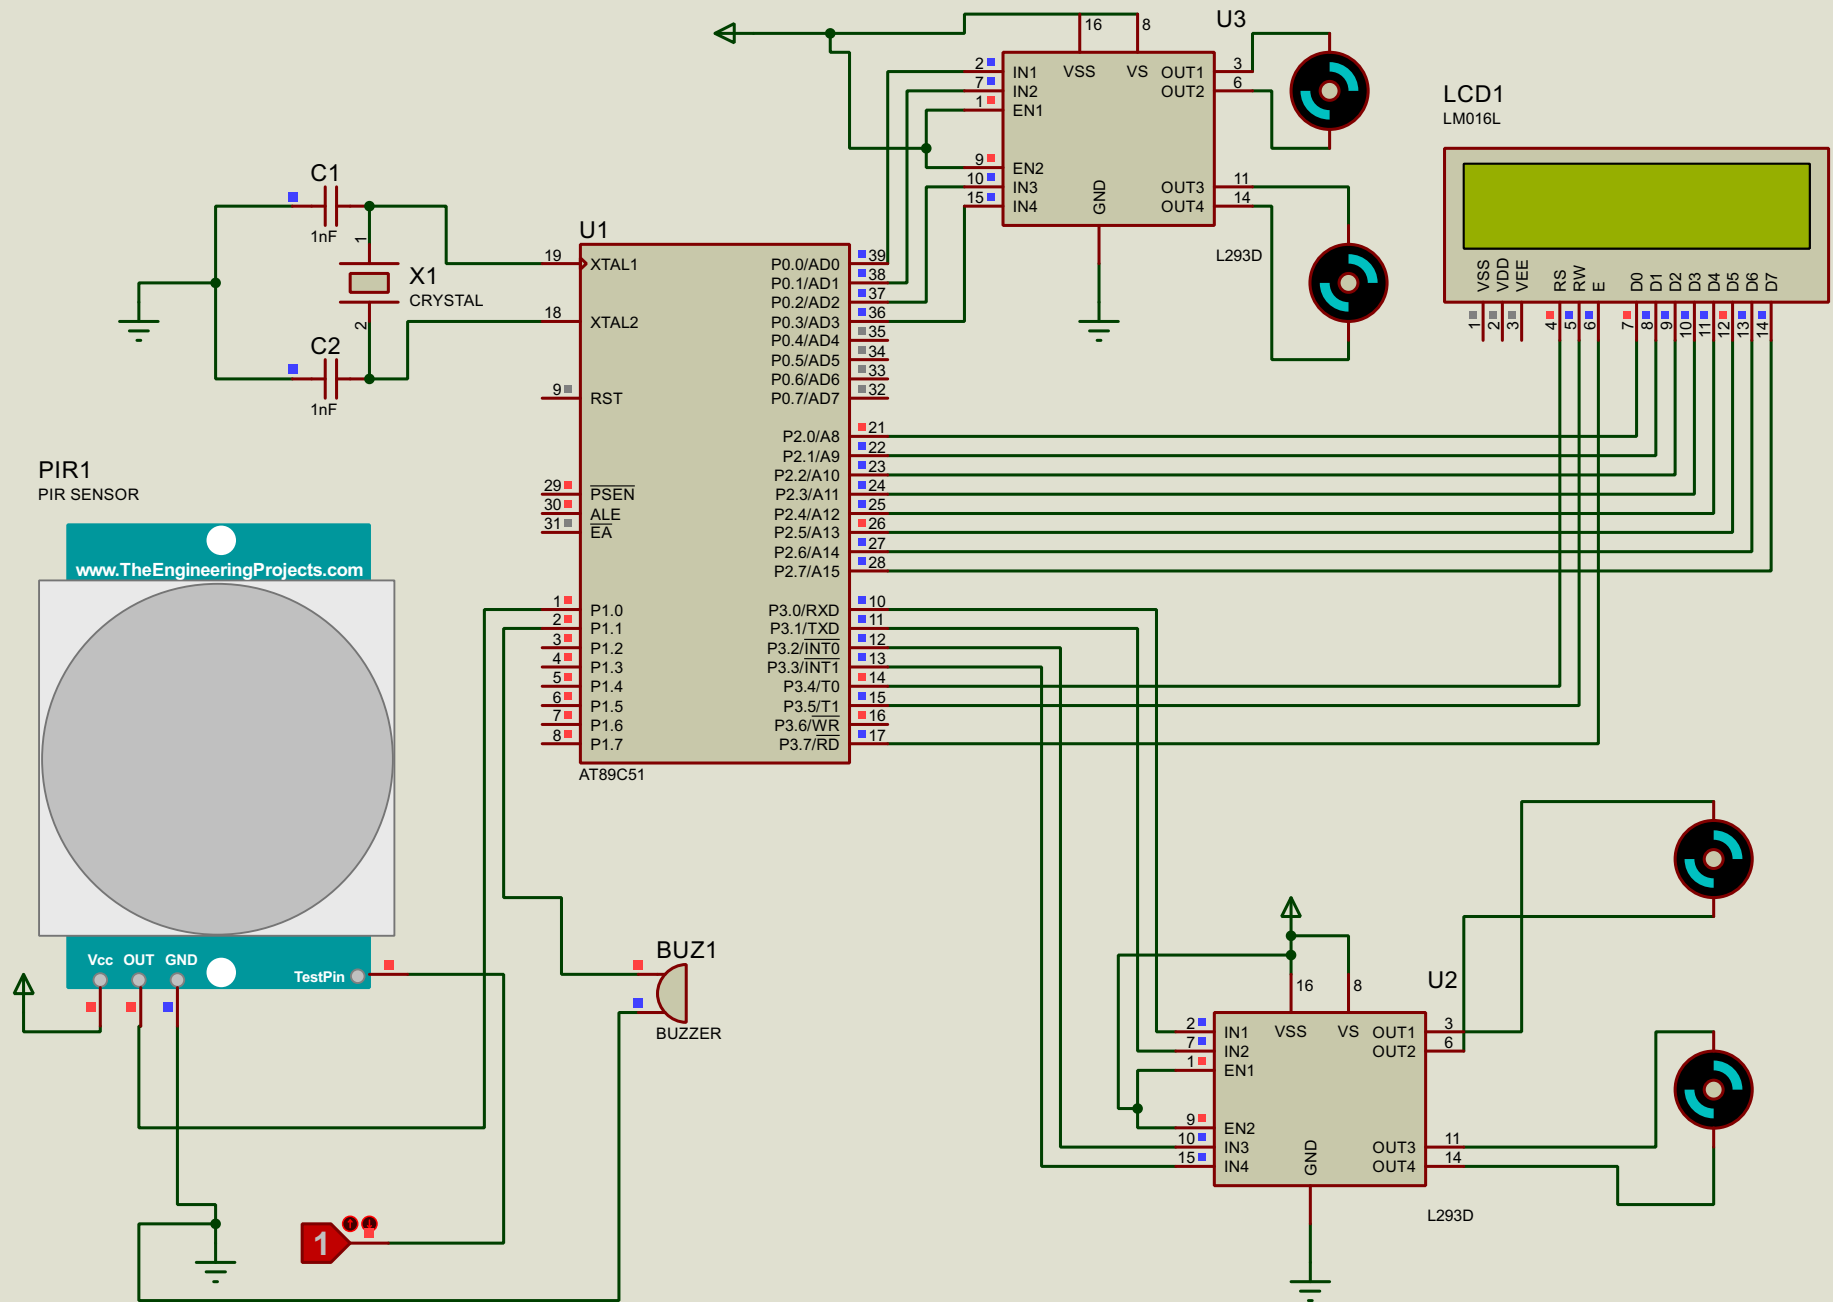 U3
16 8
2 IN1 VSS VS OUT1 3
7 IN2 OUT2 6
1 EN1
9 EN2
10 IN3 OUT3 11
15 IN4 GND OUT4 14
L293D
LCD1
LM016L
VSS VDD VEE RS RW E D0 D1 D2 D3 D4 D5 D6 D7
1 2 3 4 5 6 7 8 9 10 11 12 13 14
C1
1nF
1
X1
CRYSTAL
2
C2
1nF
U1
19 XTAL1 P0.0/AD0 39
P0.1/AD1 38
P0.2/AD2 37
18 XTAL2 P0.3/AD3 36
P0.4/AD4 35
P0.5/AD5 34
P0.6/AD6 33
9 RST P0.7/AD7 32
P2.0/A8 21
P2.1/A9 22
P2.2/A10 23
29 PSEN P2.3/A11 24
30 ALE P2.4/A12 25
31 EA P2.5/A13 26
P2.6/A14 27
P2.7/A15 28
1 P1.0 P3.0/RXD 10
2 P1.1 P3.1/TXD 11
3 P1.2 P3.2/INT0 12
4 P1.3 P3.3/INT1 13
5 P1.4 P3.4/T0 14
6 P1.5 P3.5/T1 15
7 P1.6 P3.6/WR 16
8 P1.7 P3.7/RD 17
AT89C51
PIR1
PIR SENSOR
www.TheEngineeringProjects.com
Vcc OUT GND
TestPin
BUZ1
BUZZER
1
U2
16 8
2 IN1 VSS VS OUT1 3
7 IN2 OUT2 6
1 EN1
9 EN2
10 IN3 OUT3 11
15 IN4 GND OUT4 14
L293D